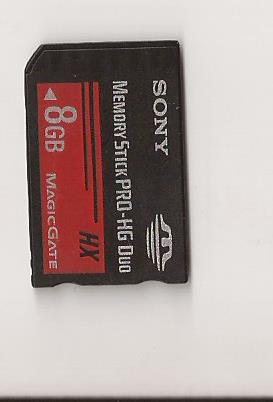 SONY
MEMORY STICK PRO-HG DUO
HX
8GB MAGICGATE